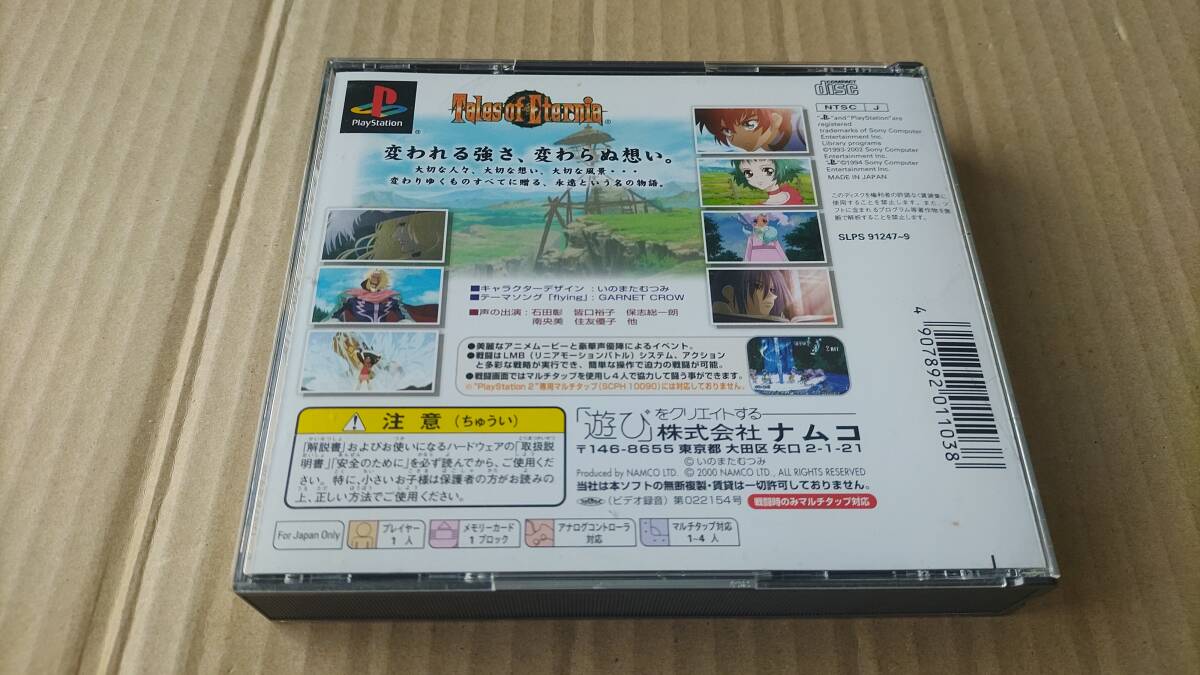 PlayStation
Tales of Eternia
変われる強さ、変わらぬ想い。
大切な人々、大切な想い、大切な風景・・・
変わりゆくものすべてに贈る、永遠という名の物語。
■キャラクターデザイン:いのまたむつみ
■テーマソング「flying」:GARNET CROW
■声の出演:石田彰 皆口裕子 保志総一朗
南央美 住友優子 他
●美麗なアニメムービーと豪華声優陣によるイベント。
●戦闘はLMB(リニアモーションバトル)システム、アクション
と多彩な戦略が実行でき、簡単な操作で迫力の戦闘が可能。
●戦闘画面ではマルチタップを使用し4人で協力して闘う事ができます。
※"PlayStation 2"専用マルチタップ(SCPH 10090)には対応しておりません。
COMPACT
disc
NTSC J
"PS"and"PlayStation"are
registered
trademarks of Sony Computer
Entertainment Inc.
Library programs
©1993-2002 Sony Computer
Entertainment Inc.
"PS"©1994 Sony Computer
Entertainment Inc.
MADE IN JAPAN
このディスクを権利者の許諾なく賃貸業に
使用することを禁止します。また、ソ
フトに含まれるプログラム等著作物を無
断で解析することを禁止します。
SLPS 91247~9
4 907892 011038
注意(ちゅうい)
「解説書」およびお使いになるハードウェアの「取扱説
明書」「安全のために」を必ず読んでから、ご使用くだ
さい。特に、小さいお子様は保護者の方がお読みの
上、正しい方法でご使用ください。
「遊び」をクリエイトする
株式会社ナムコ
〒146-8655 東京都 大田区 矢口 2-1-21
©いのまたむつみ
Produced by NAMCO LTD. © 2000 NAMCO LTD., ALL RIGHTS RESERVED
当社は本ソフトの無断複製・賃貸は一切許可しておりません。
(ビデオ録音)第022154号 戦闘時のみマルチタップ対応
For Japan Only
プレイヤー
1人
メモリーカード
1ブロック
アナログコントローラ
対応
マルチタップ対応
1~4人